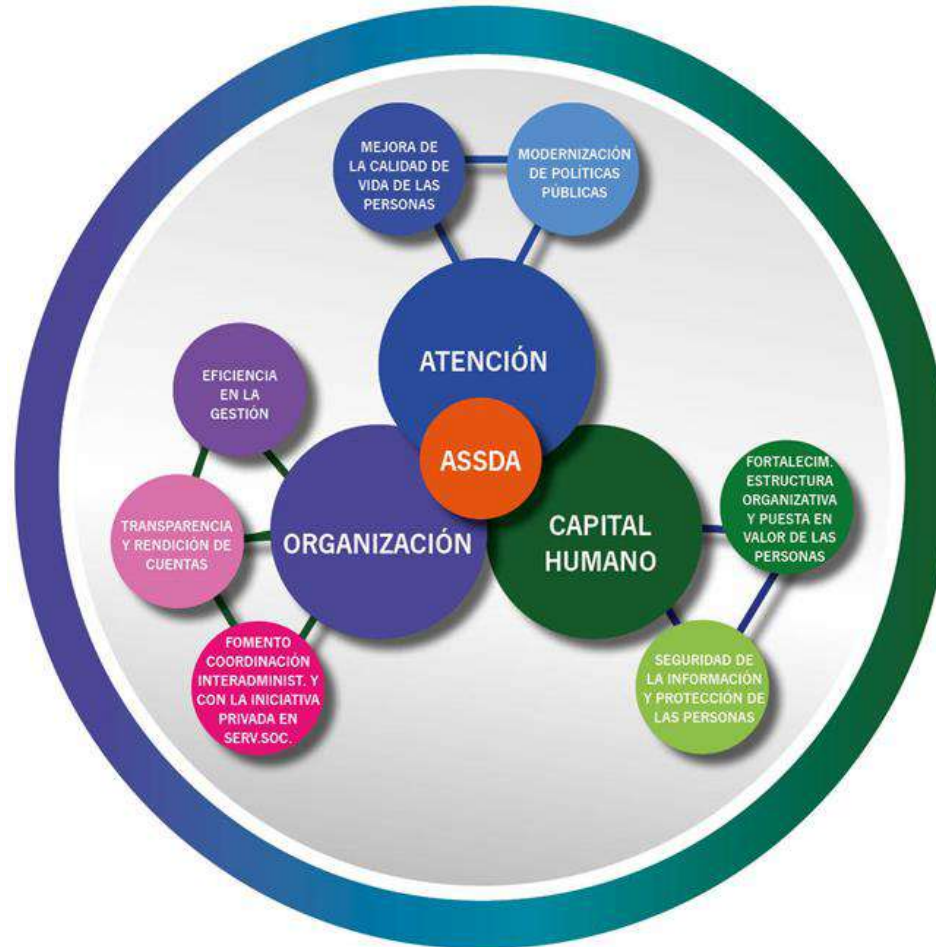 MEJORA DE
LA CALIDAD DE
VIDA DE LAS
PERSONAS
MODERNIZACIÓN
DE POLÍTICAS
PÚBLICAS
ATENCIÓN
ASSDA
EFICIENCIA
EN LA
GESTIÓN
TRANSPARENCIA
Y RENDICIÓN DE
CUENTAS
FOMENTO
COORDINACIÓN
INTERADMINIST. Y
CON LA INICIATIVA
PRIVADA EN
SERV.SOC.
ORGANIZACIÓN
CAPITAL
HUMANO
FORTALECIM.
ESTRUCTURA
ORGANIZATIVA
Y PUESTA EN
VALOR DE LAS
PERSONAS
SEGURIDAD DE
LA INFORMACIÓN
Y PROTECCIÓN DE
LAS PERSONAS